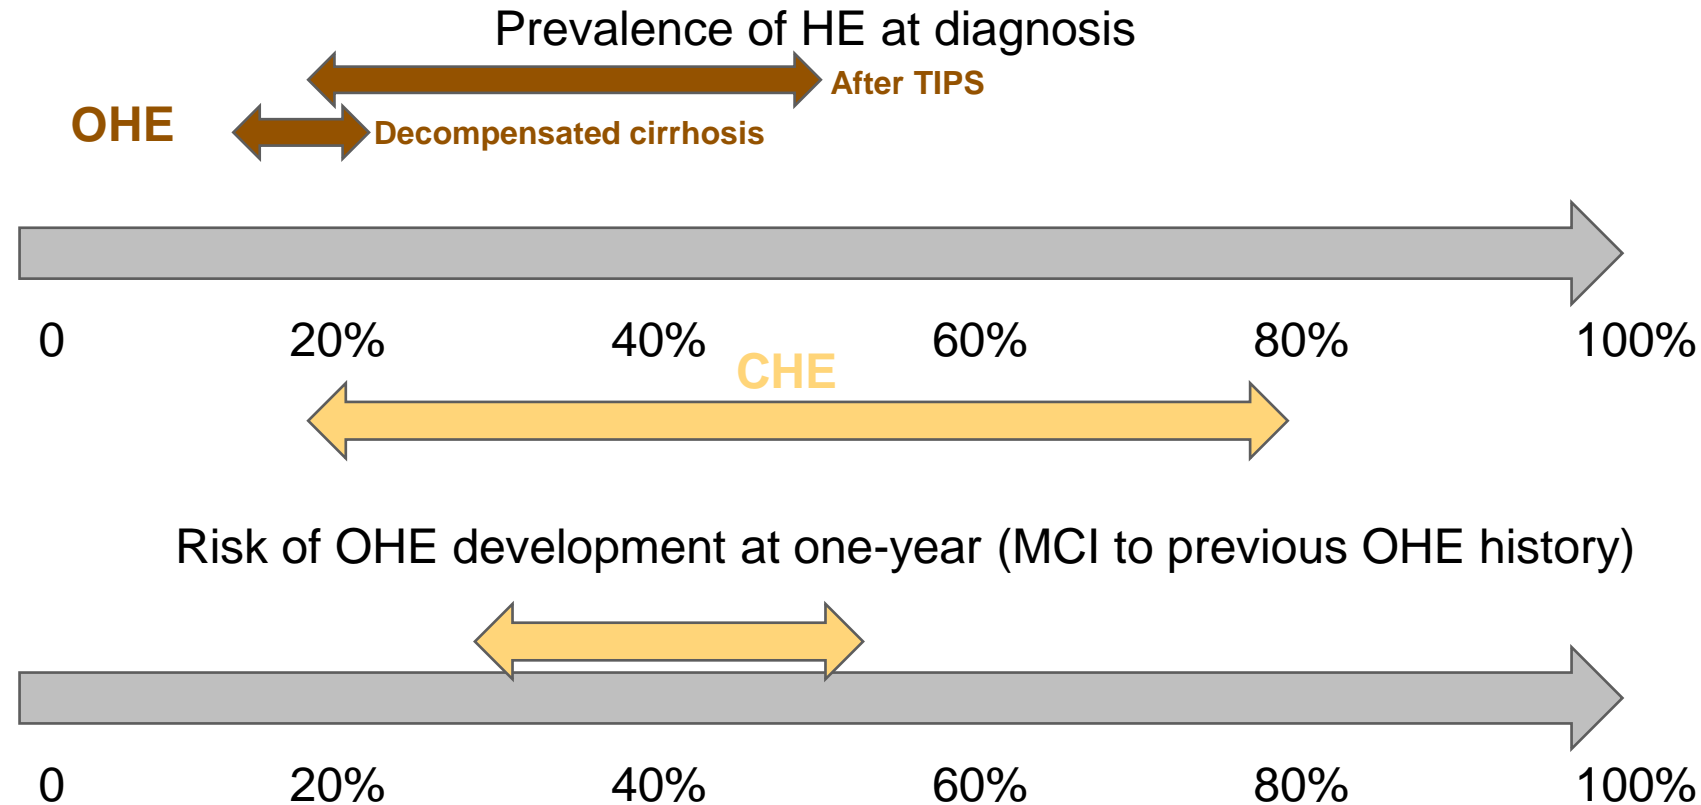 Prevalence of HE at diagnosis
After TIPS
OHE
Decompensated cirrhosis
0 20% 40% 60% 80% 100%
CHE
Risk of OHE development at one-year (MCI to previous OHE history)
0 20% 40% 60% 80% 100%